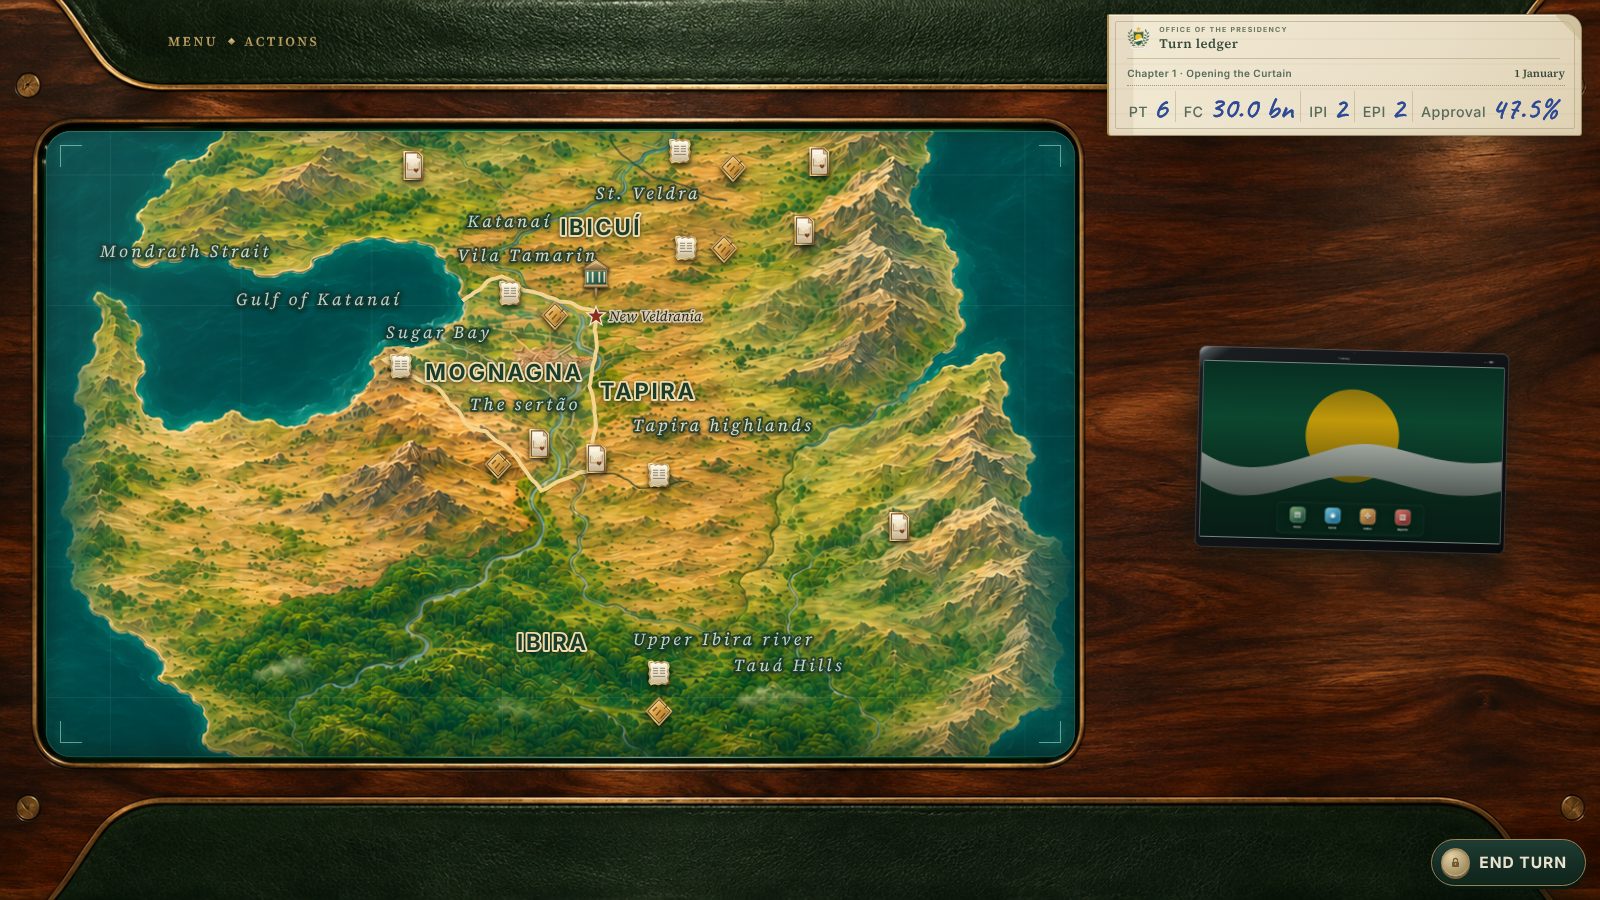 MENU ◆ ACTIONS
OFFICE OF THE PRESIDENCY
Turn ledger
Chapter 1 · Opening the Curtain
1 January
PT 6 FC 30.0 bn IPI 2 EPI 2 Approval 47.5%
St. Veldra
Katanaí
IBICUÍ
Mondrath Strait
Vila Tamarin
Gulf of Katanaí
New Veldrania
Sugar Bay
MOGNAGNA
TAPIRA
The sertão
Tapira highlands
IBIRA
Upper Ibira river
Tauá Hills
END TURN